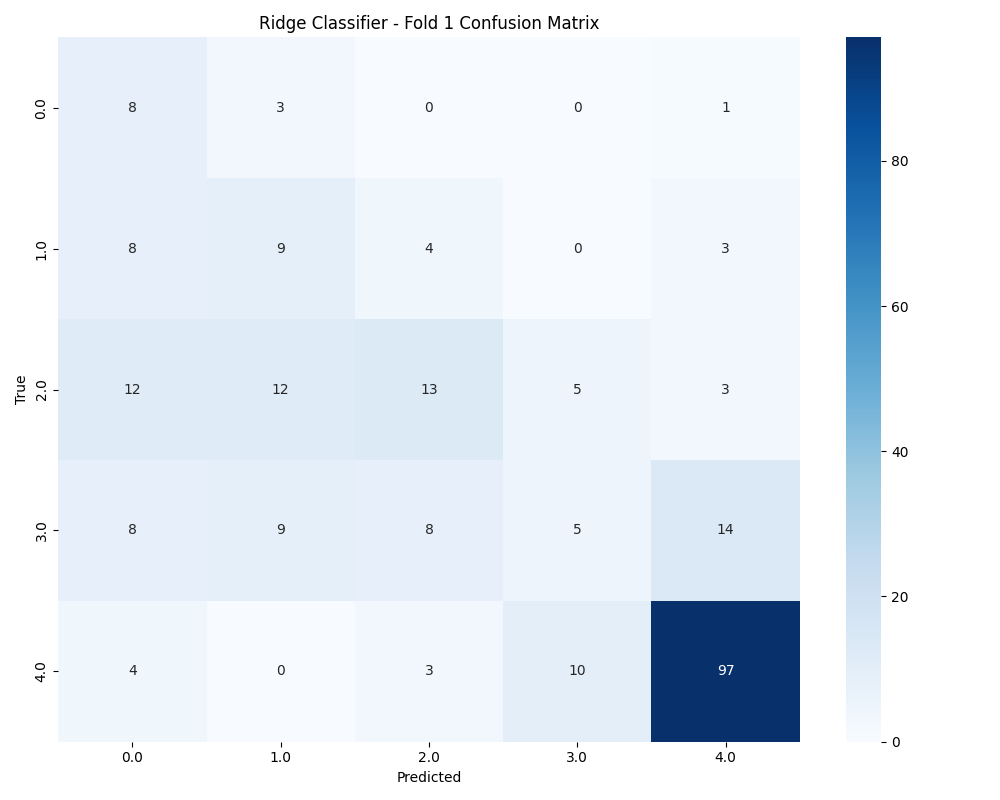 Ridge Classifier - Fold 1 Confusion Matrix
0.0 8 3 0 0 1
1.0 8 9 4 0 3
2.0 12 12 13 5 3
3.0 8 9 8 5 14
4.0 4 0 3 10 97
0.0 1.0 2.0 3.0 4.0
Predicted
True
80
60
40
20
0